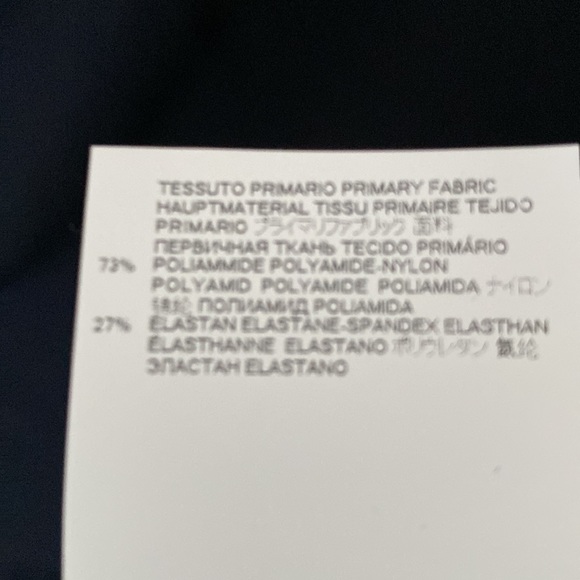 TESSUTO PRIMARIO PRIMARY FABRIC
HAUPTMATERIAL TISSU PRIMAIRE TEJIDO
PRIMARIO プライマリファブリック 面料
ПЕРВИЧНАЯ ТКАНЬ TECIDO PRIMÁRIO
73% POLIAMMIDE POLYAMIDE-NYLON
POLYAMID POLYAMIDE POLIAMIDA ナイロン
锦纶 ПОЛИАМИД POLIAMIDA
27% ELASTAN ELASTANE-SPANDEX ELASTHAN
ÉLASTHANNE ELASTANO ポリウレタン 氨纶
ЭЛАСТАН ELASTANO